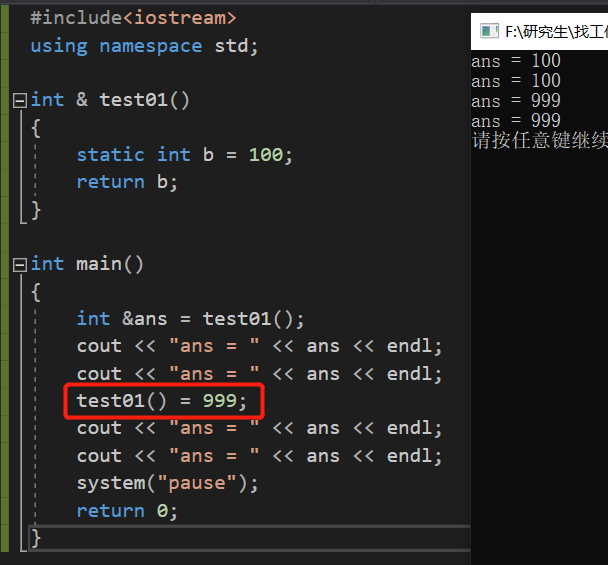 #include<iostream>
using namespace std;
int & test01()
{
static int b = 100;
return b;
}
int main()
{
int &ans = test01();
cout << "ans = " << ans << endl;
cout << "ans = " << ans << endl;
test01() = 999;
cout << "ans = " << ans << endl;
cout << "ans = " << ans << endl;
system("pause");
return 0;
}
F:\研究生\找工作
ans = 100
ans = 100
ans = 999
ans = 999
请按任意键继续